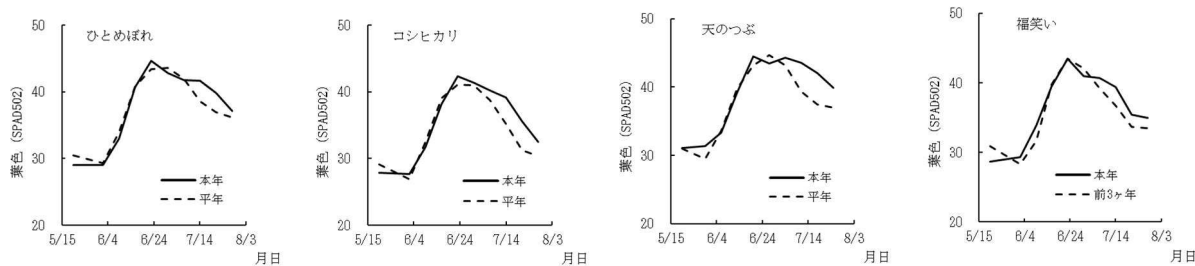 ひとめぼれ
葉色 (SPAD502)
50
40
30
20
本年
平年
5/15
6/4
6/24
7/14
8/3
月日
コシヒカリ
葉色 (SPAD502)
50
40
30
20
本年
平年
5/15
6/4
6/24
7/14
8/3
月日
天のつぶ
葉色 (SPAD502)
50
40
30
20
本年
平年
5/15
6/4
6/24
7/14
8/3
月日
福笑い
葉色 (SPAD502)
50
40
30
20
本年
前3ヶ年
5/15
6/4
6/24
7/14
8/3
月日